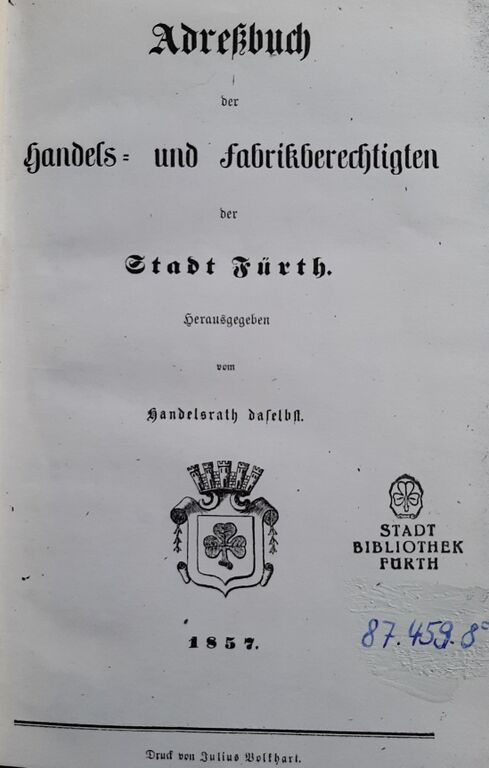 Adreßbuch
der
Handels= und Fabrikberechtigten
der
Stadt Fürth.
Herausgegeben
vom
Handelsrath daselbst.
STADT
BIBLIOTHEK
FÜRTH
1857.
87.459.8°
Druck von Julius Volkhart.